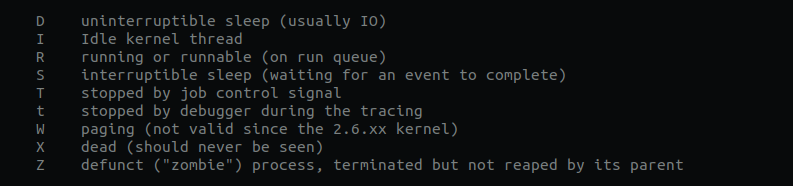 D    uninterruptible sleep (usually IO)
I    Idle kernel thread
R    running or runnable (on run queue)
S    interruptible sleep (waiting for an event to complete)
T    stopped by job control signal
t    stopped by debugger during the tracing
W    paging (not valid since the 2.6.xx kernel)
X    dead (should never be seen)
Z    defunct ("zombie") process, terminated but not reaped by its parent